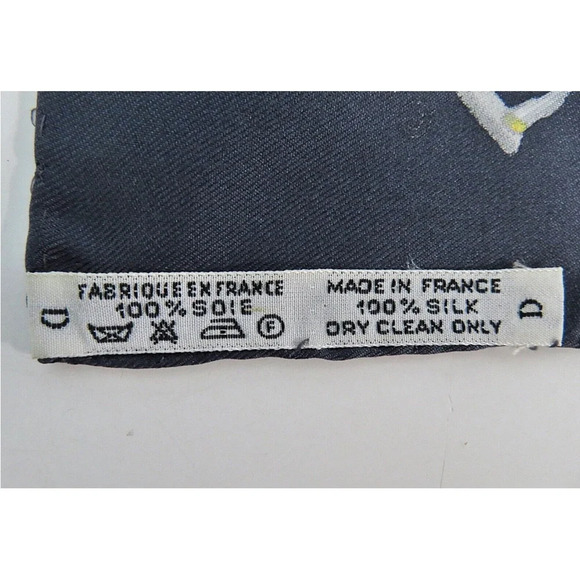 D
FABRIQUE EN FRANCE
100% SOIE
F
MADE IN FRANCE
100% SILK
DRY CLEAN ONLY
D